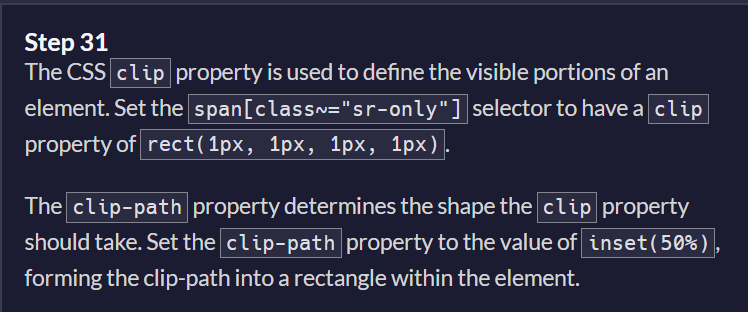 Step 31
The CSS clip property is used to define the visible portions of an
element. Set the span[class~="sr-only"] selector to have a clip
property of rect(1px, 1px, 1px, 1px).
The clip-path property determines the shape the clip property
should take. Set the clip-path property to the value of inset(50%),
forming the clip-path into a rectangle within the element.